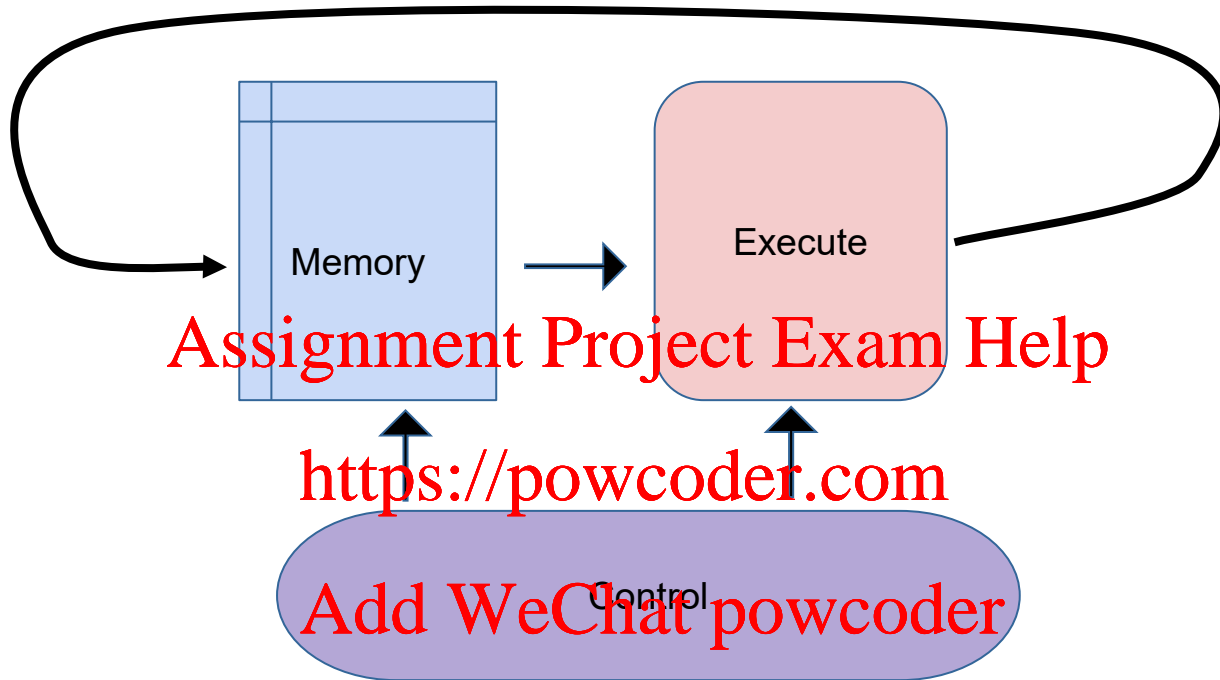 Memory
Execute
Assignment Project Exam Help
https://powcoder.com
Control
Add WeChat powcoder